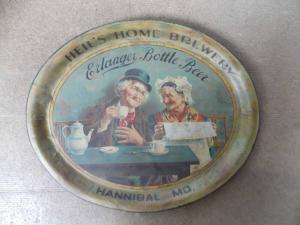 HEIL'S HOME BREWERY
Erlanger Bottle Beer
HANNIBAL MO.